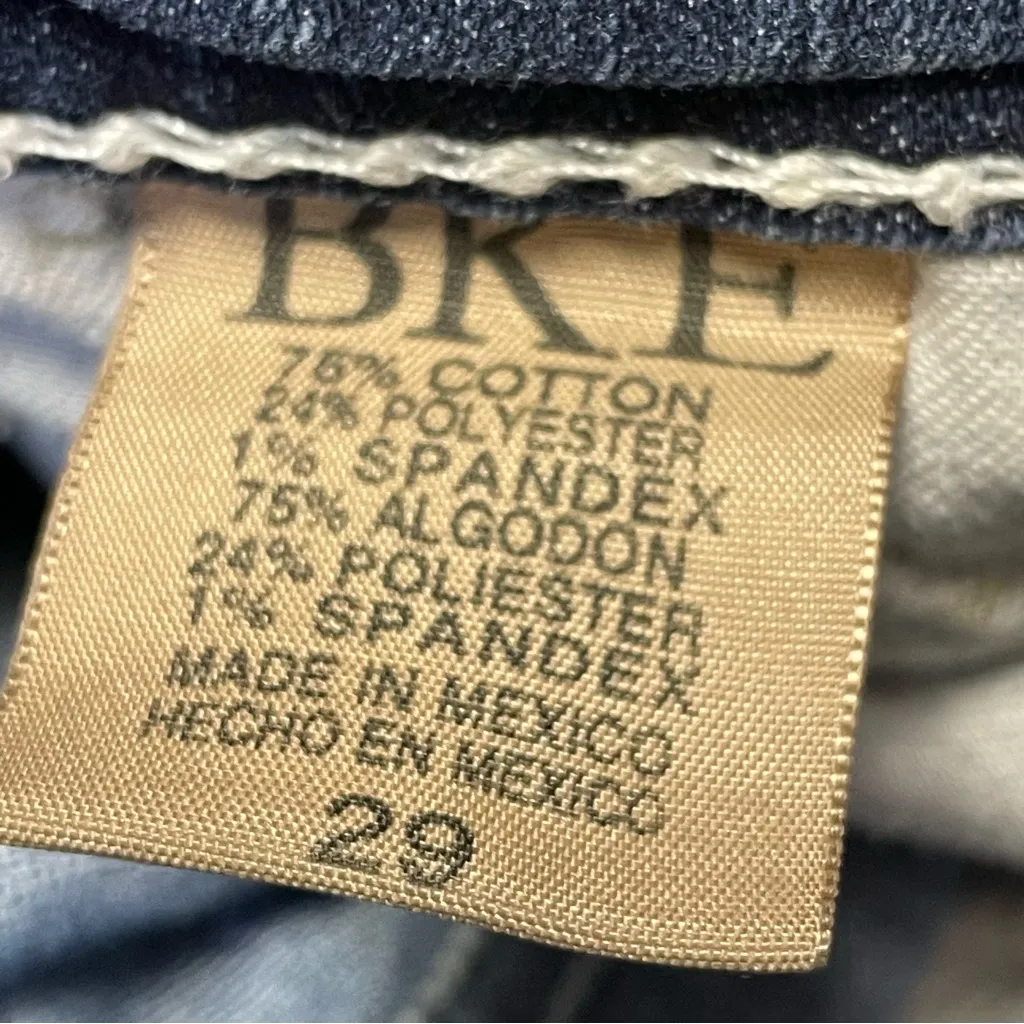 BKE
75% COTTON
24% POLYESTER
1% SPANDEX
75% ALGODON
24% POLIESTER
1% SPANDEX
MADE IN MEXICO
HECHO EN MEXICO
29